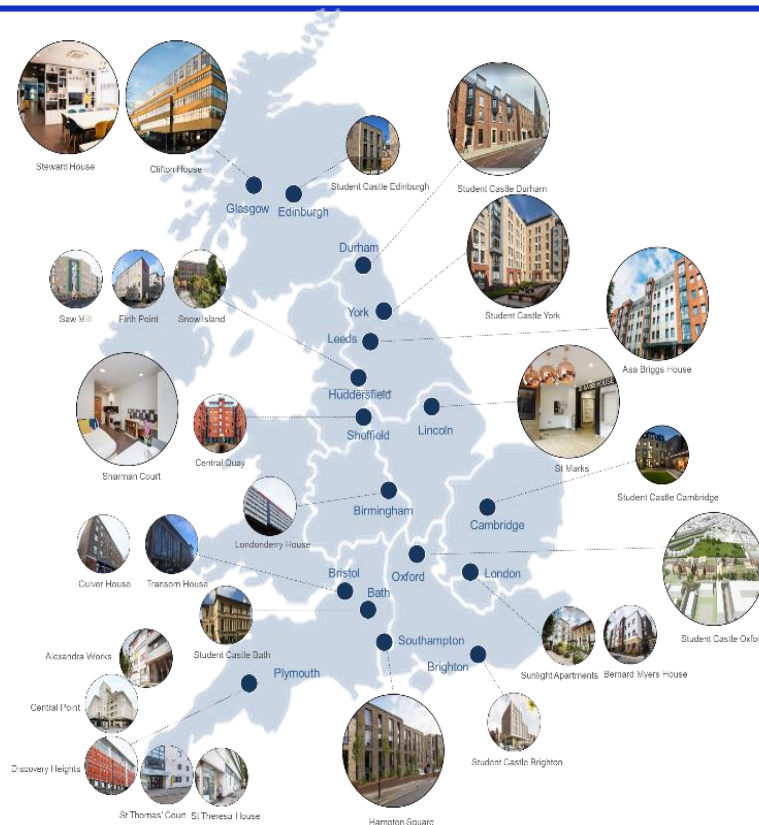 Steward House
Clifton House
Student Castle Edinburgh
Student Castle Durham
Glasgow
Edinburgh
Durham
Saw Mill
Firth Point
Snow Island
York
Student Castle York
Leeds
Asa Briggs House
Huddersfield
Sharman Court
Central Quay
Sheffield
Lincoln
St Marks
Londonderry House
Birmingham
Cambridge
Student Castle Cambridge
Culver House
Transom House
Bristol
Bath
Oxford
London
Student Castle Oxfor
Student Castle Bath
Southampton
Brighton
Sunlight Apartments
Bernard Myers House
Alexandra Works
Plymouth
Central Point
Discovery Heights
St Thomas' Court
St Theresa House
Student Castle Brighton
Hampton Square